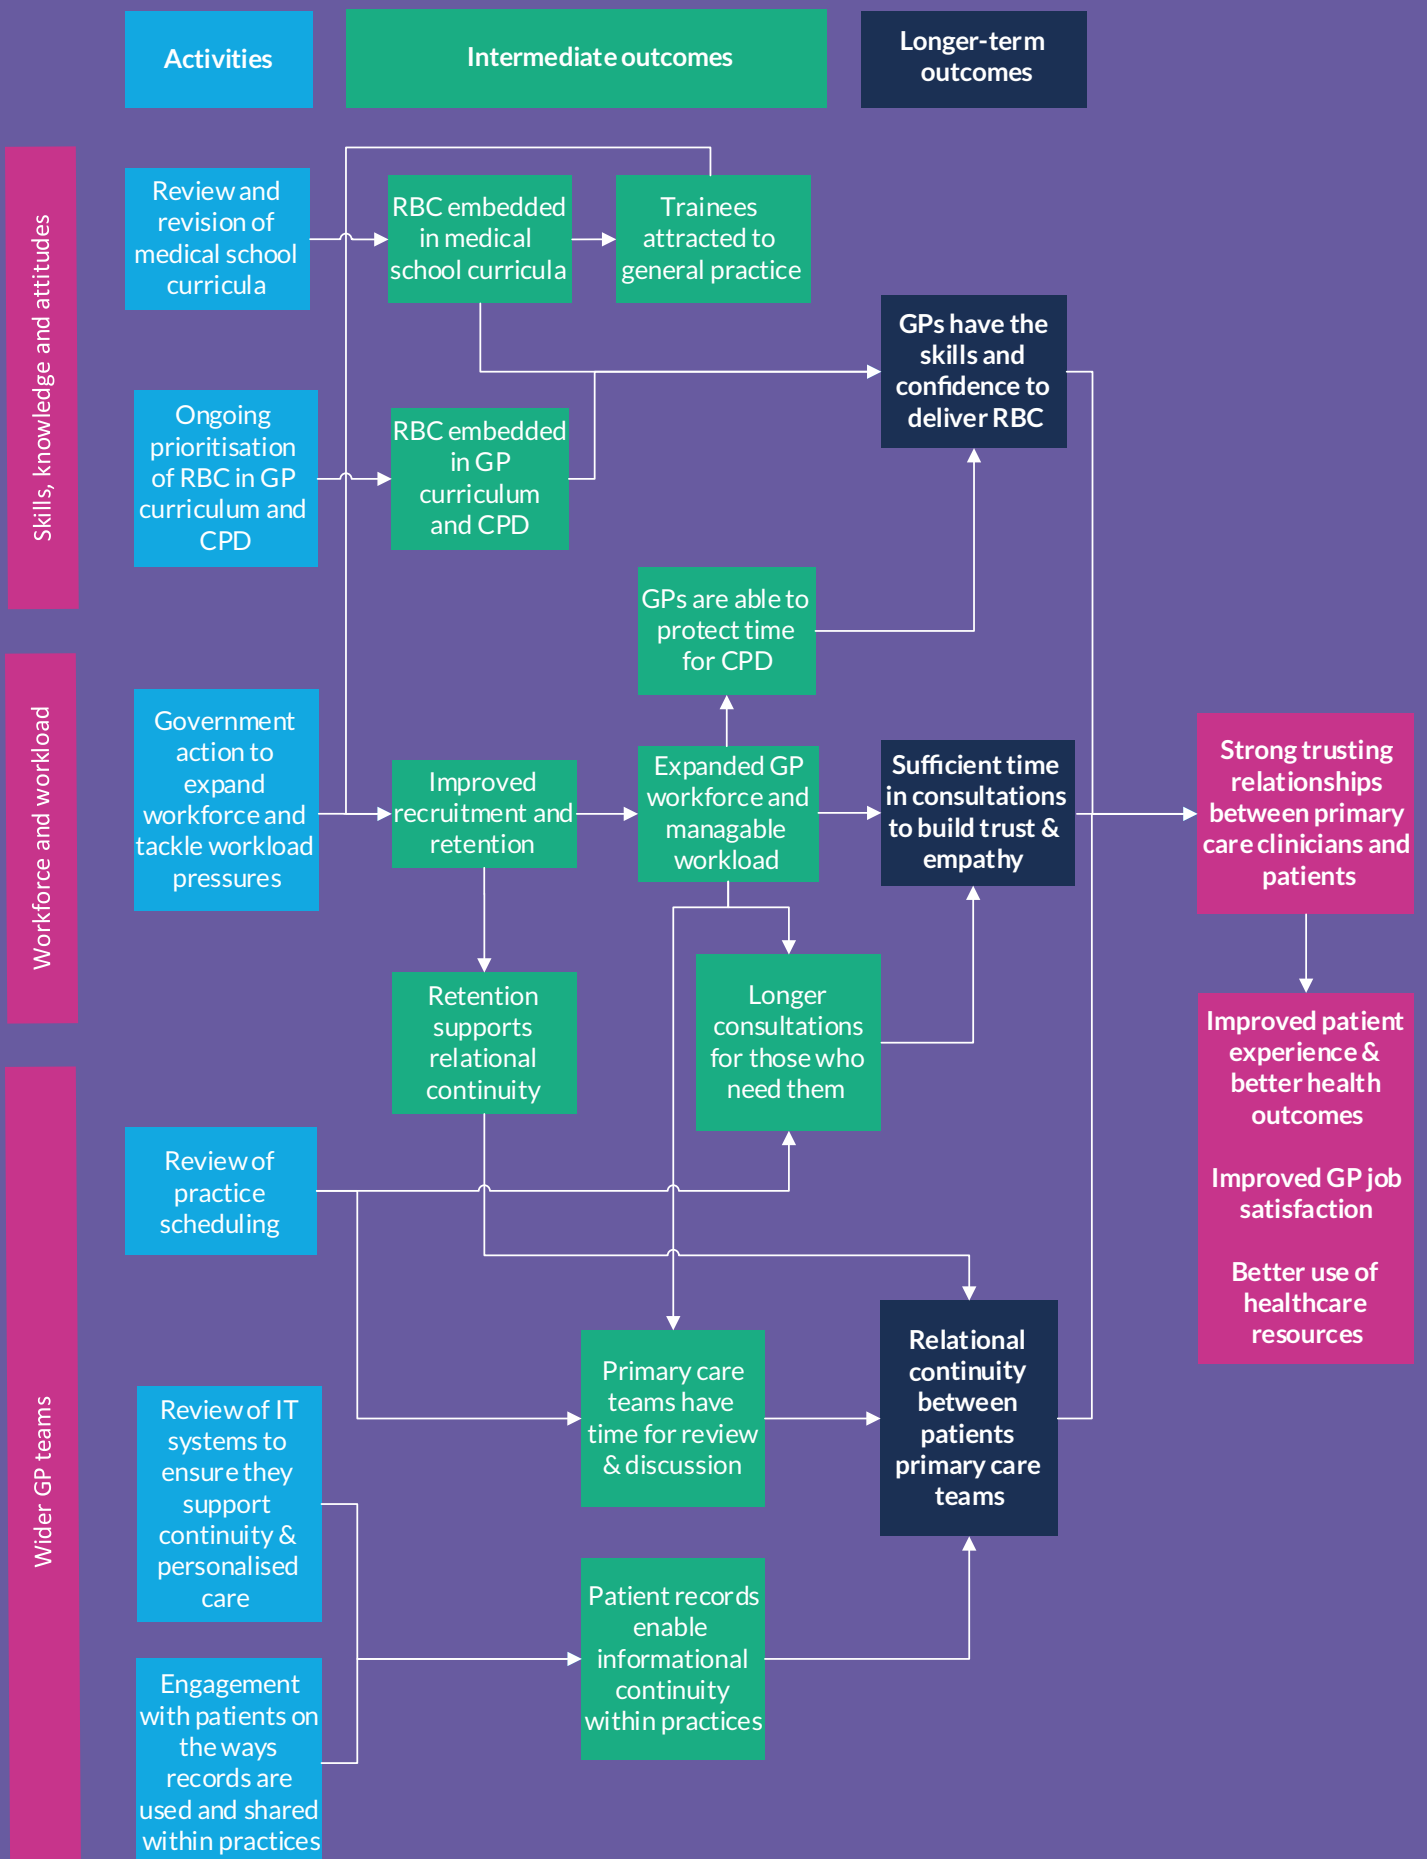 Activities
Intermediate outcomes
Longer-term
outcomes
Skills, knowledge and attitudes
Review and
revision of
medical school
curricula
RBC embedded
in medical
school curricula
Trainees
attracted to
general practice
GPs have the
skills and
confidence to
deliver RBC
Ongoing
prioritisation
of RBC in GP
curriculum and
CPD
RBC embedded
in GP
curriculum
and CPD
GPs are able to
protect time
for CPD
Workforce and workload
Government
action to
expand
workforce and
tackle workload
pressures
Improved
recruitment and
retention
Expanded GP
workforce and
managable
workload
Sufficient time
in consultations
to build trust &
empathy
Strong trusting
relationships
between primary
care clinicians and
patients
Retention
supports
relational
continuity
Longer
consultations
for those who
need them
Improved patient
experience &
better health
outcomes
Improved GP job
satisfaction
Better use of
healthcare
resources
Wider GP teams
Review of
practice
scheduling
Primary care
teams have
time for review
& discussion
Relational
continuity
between
patients
primary care
teams
Review of IT
systems to
ensure they
support
continuity &
personalised
care
Patient records
enable
informational
continuity
within practices
Engagement
with patients on
the ways
records are
used and shared
within practices